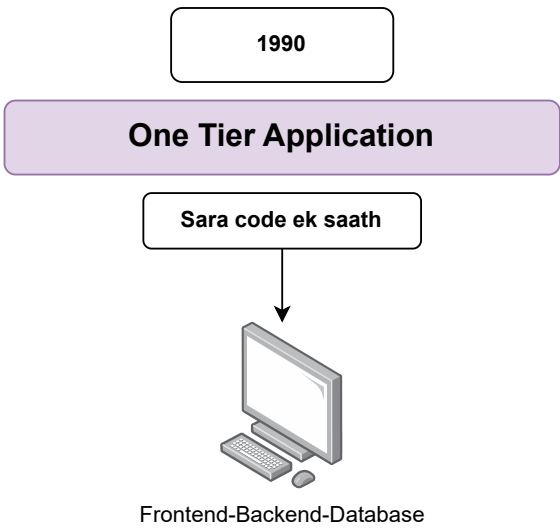 1990
One Tier Application
Sara code ek saath
Frontend-Backend-Database